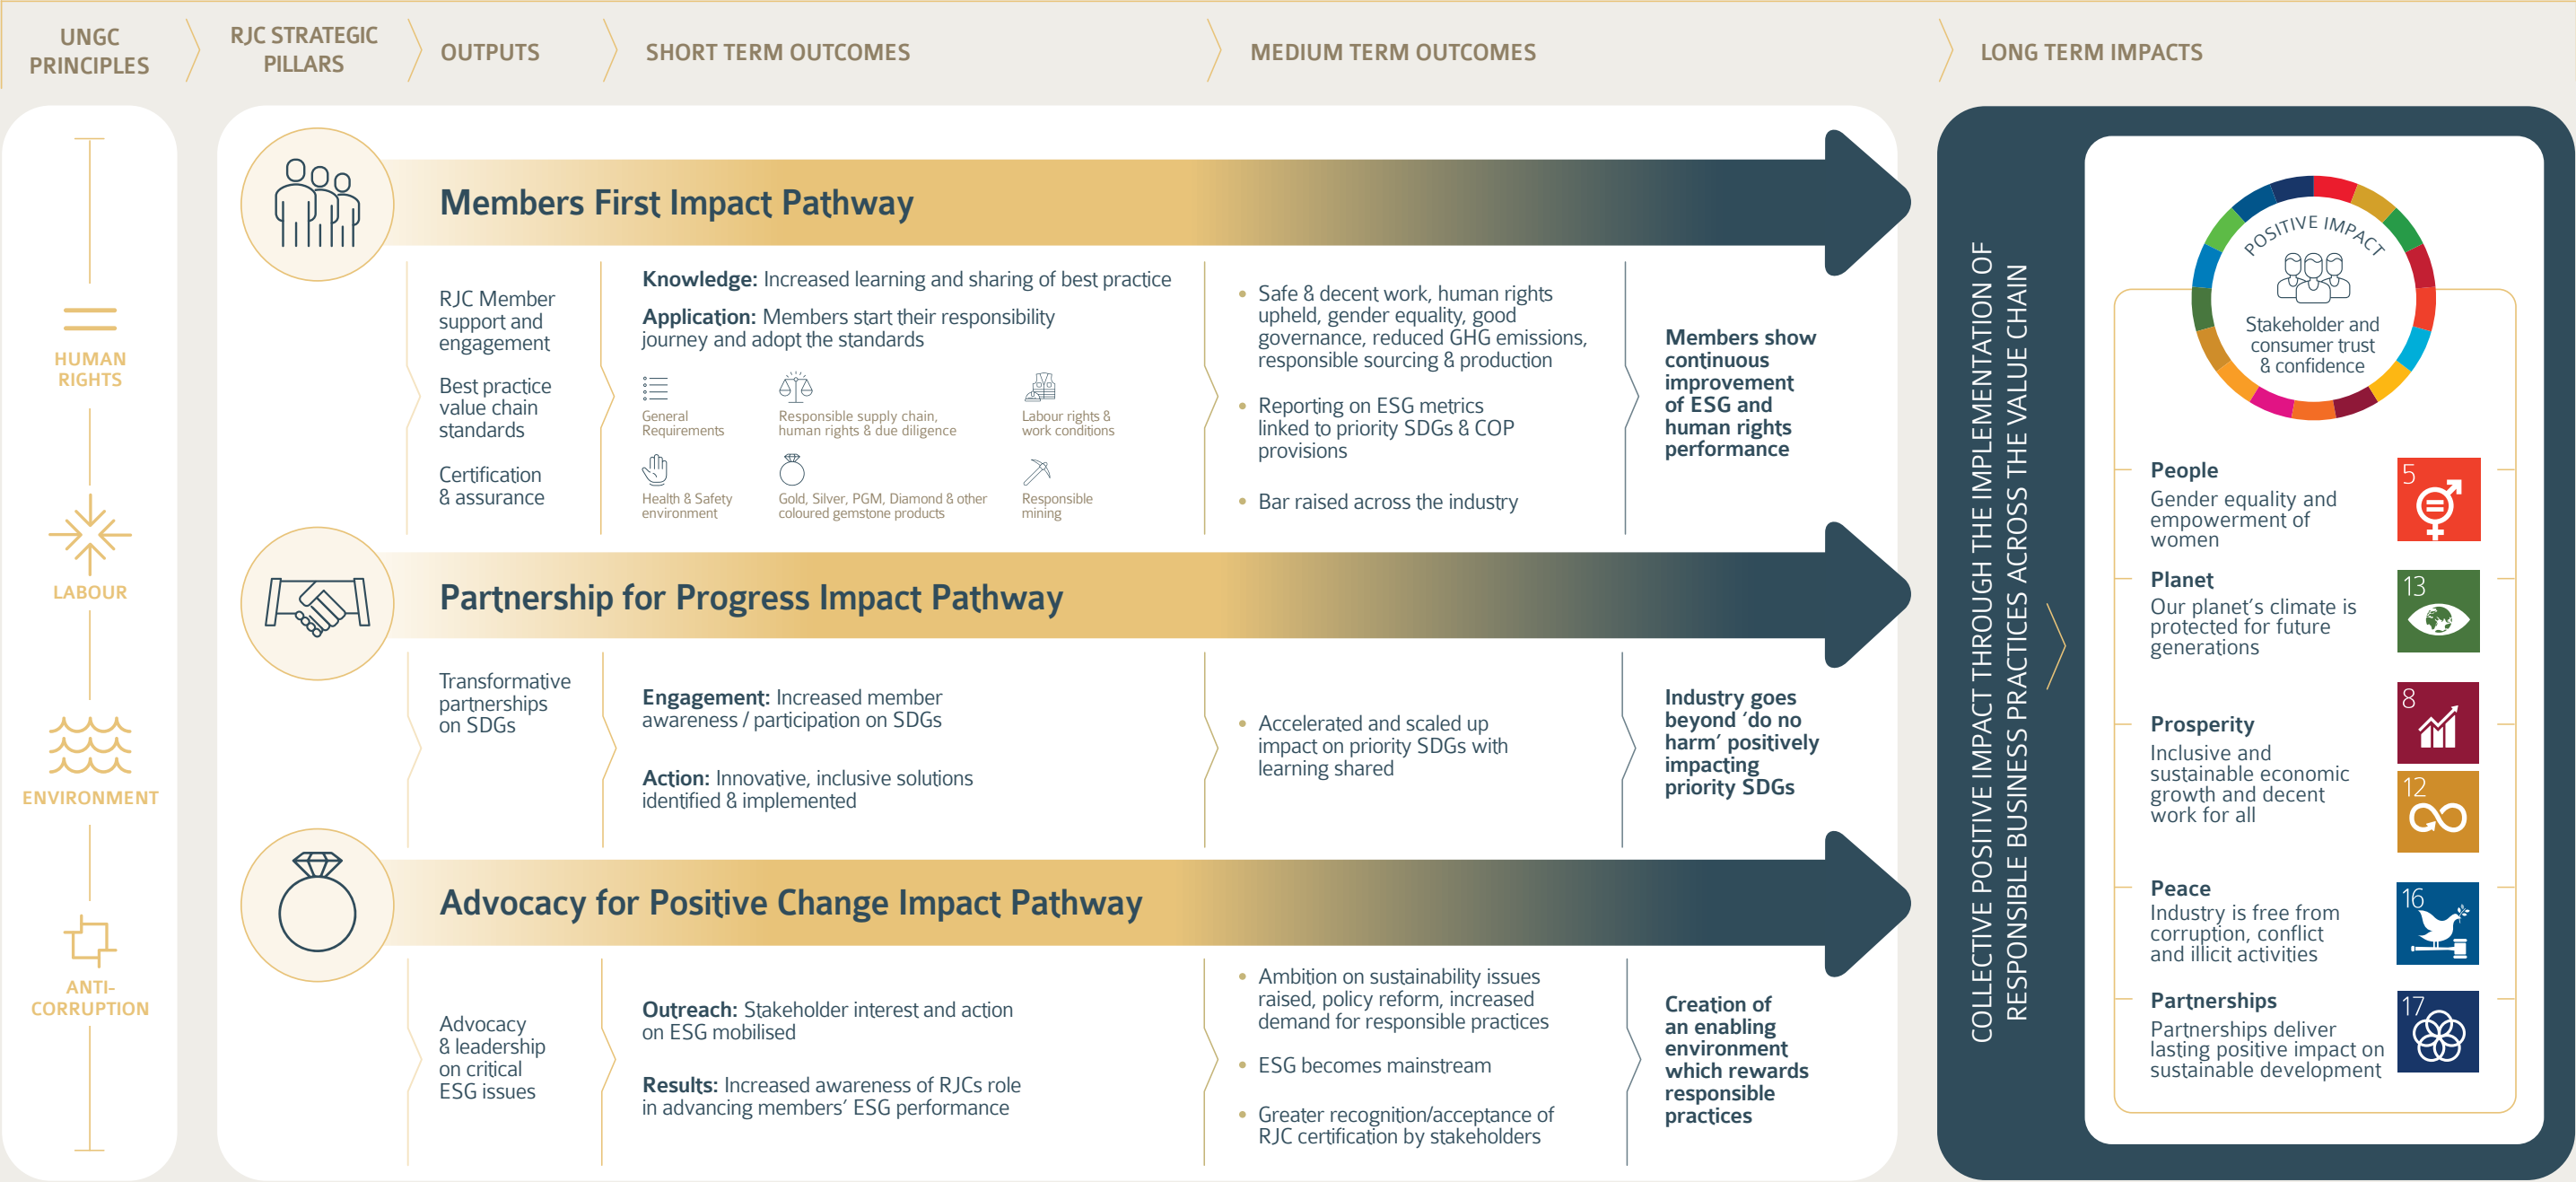 UNGC
PRINCIPLES
RJC STRATEGIC
PILLARS
OUTPUTS
SHORT TERM OUTCOMES
MEDIUM TERM OUTCOMES
LONG TERM IMPACTS
HUMAN
RIGHTS
LABOUR
ENVIRONMENT
ANTI-
CORRUPTION
Members First Impact Pathway
RJC Member
support and
engagement
Best practice
value chain
standards
Certification
& assurance
Knowledge: Increased learning and sharing of best practice
Application: Members start their responsibility
journey and adopt the standards
General
Requirements
Responsible supply chain,
human rights & due diligence
Labour rights &
work conditions
Health & Safety
environment
Gold, Silver, PGM, Diamond & other
coloured gemstone products
Responsible
mining
• Safe & decent work, human rights
upheld, gender equality, good
governance, reduced GHG emissions,
responsible sourcing & production
• Reporting on ESG metrics
linked to priority SDGs & COP
provisions
• Bar raised across the industry
Members show
continuous
improvement
of ESG and
human rights
performance
Partnership for Progress Impact Pathway
Transformative
partnerships
on SDGs
Engagement: Increased member
awareness / participation on SDGs
Action: Innovative, inclusive solutions
identified & implemented
• Accelerated and scaled up
impact on priority SDGs with
learning shared
Industry goes
beyond ‘do no
harm’ positively
impacting
priority SDGs
Advocacy for Positive Change Impact Pathway
Advocacy
& leadership
on critical
ESG issues
Outreach: Stakeholder interest and action
on ESG mobilised
Results: Increased awareness of RJCs role
in advancing members’ ESG performance
• Ambition on sustainability issues
raised, policy reform, increased
demand for responsible practices
• ESG becomes mainstream
• Greater recognition/acceptance of
RJC certification by stakeholders
Creation of
an enabling
environment
which rewards
responsible
practices
COLLECTIVE POSITIVE IMPACT THROUGH THE IMPLEMENTATION OF
RESPONSIBLE BUSINESS PRACTICES ACROSS THE VALUE CHAIN
POSITIVE IMPACT
Stakeholder and
consumer trust
& confidence
People
Gender equality and
empowerment of
women
5
Planet
Our planet’s climate is
protected for future
generations
13
Prosperity
Inclusive and
sustainable economic
growth and decent
work for all
8
12
Peace
Industry is free from
corruption, conflict
and illicit activities
16
Partnerships
Partnerships deliver
lasting positive impact on
sustainable development
17